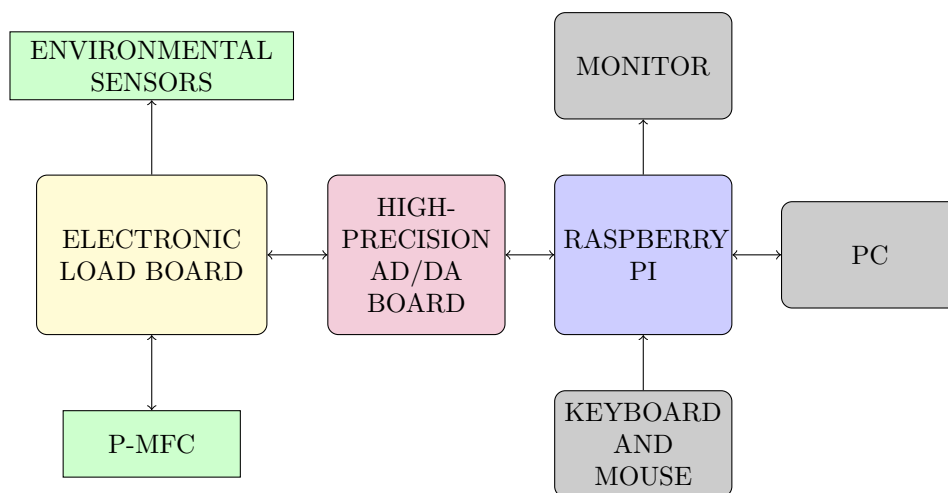 ENVIRONMENTAL
SENSORS
MONITOR
ELECTRONIC
LOAD BOARD
HIGH-
PRECISION
AD/DA
BOARD
RASPBERRY
PI
PC
P-MFC
KEYBOARD
AND
MOUSE